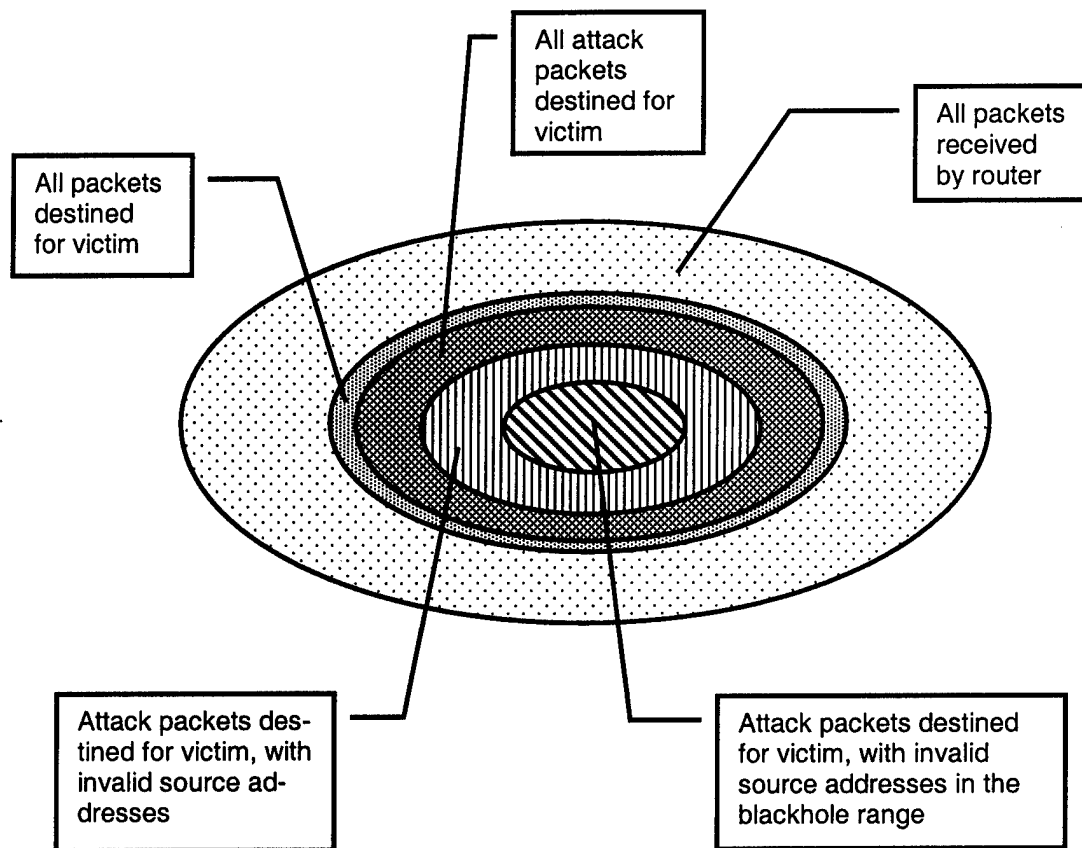 All attack
packets
destined for
victim
All packets
received
by router
All packets
destined
for victim
Attack packets des-
tined for victim, with
invalid source ad-
dresses
Attack packets destined
for victim, with invalid
source addresses in the
blackhole range